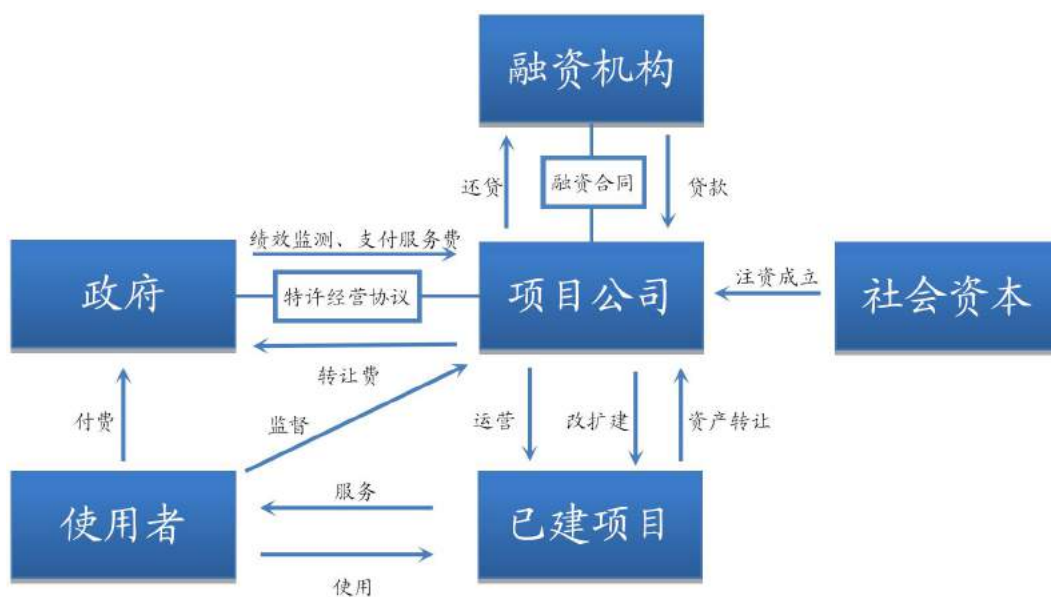 融资机构
还贷
融资合同
贷款
绩效监测、支付服务费
政府
特许经营协议
项目公司
注资成立
社会资本
转让费
付费
监督
运营
改扩建
资产转让
使用者
服务
已建项目
使用